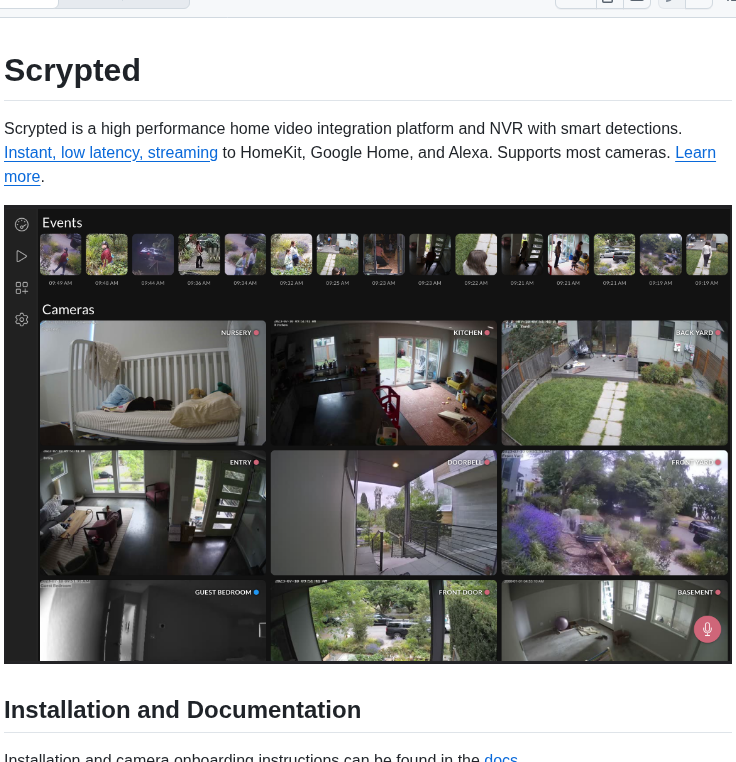 Scrypted
Scrypted is a high performance home video integration platform and NVR with smart detections.
Instant, low latency, streaming to HomeKit, Google Home, and Alexa. Supports most cameras. Learn
more.
Events
09:49 AM 09:48 AM 09:44 AM 09:36 AM 09:34 AM 09:32 AM 09:25 AM 09:23 AM 09:23 AM 09:22 AM 09:21 AM 09:21 AM 09:21 AM 09:19 AM 09:19 AM
Cameras
NURSERY KITCHEN BACK YARD
ENTRY DOORBELL FRONT YARD
GUEST BEDROOM FRONT DOOR BASEMENT
Installation and Documentation
Installation and camera onboarding instructions can be found in the docs